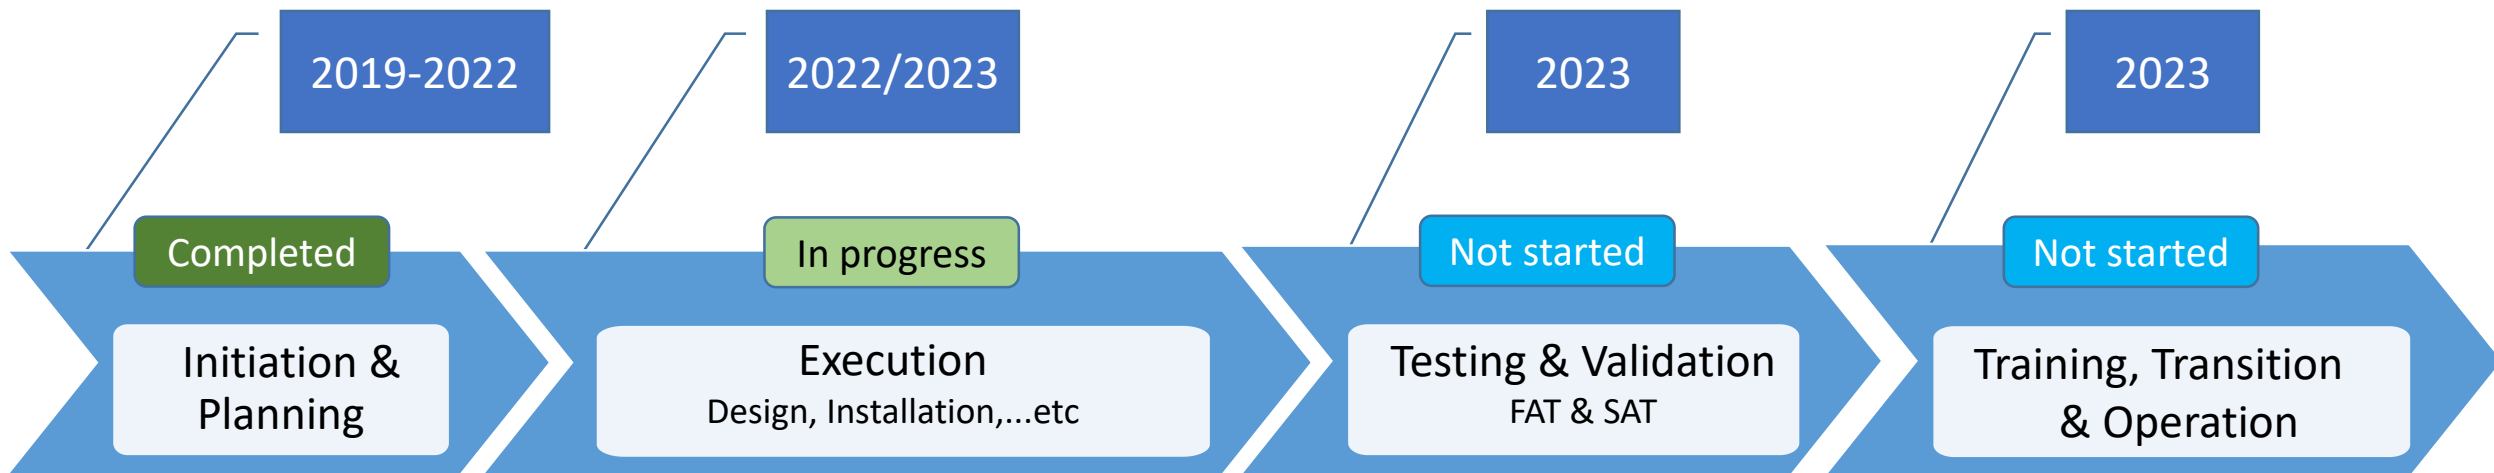 2019-2022
2022/2023
2023
2023
Completed
In progress
Not started
Not started
Initiation &
Planning
Execution
Design, Installation,...etc
Testing & Validation
FAT & SAT
Training, Transition
& Operation